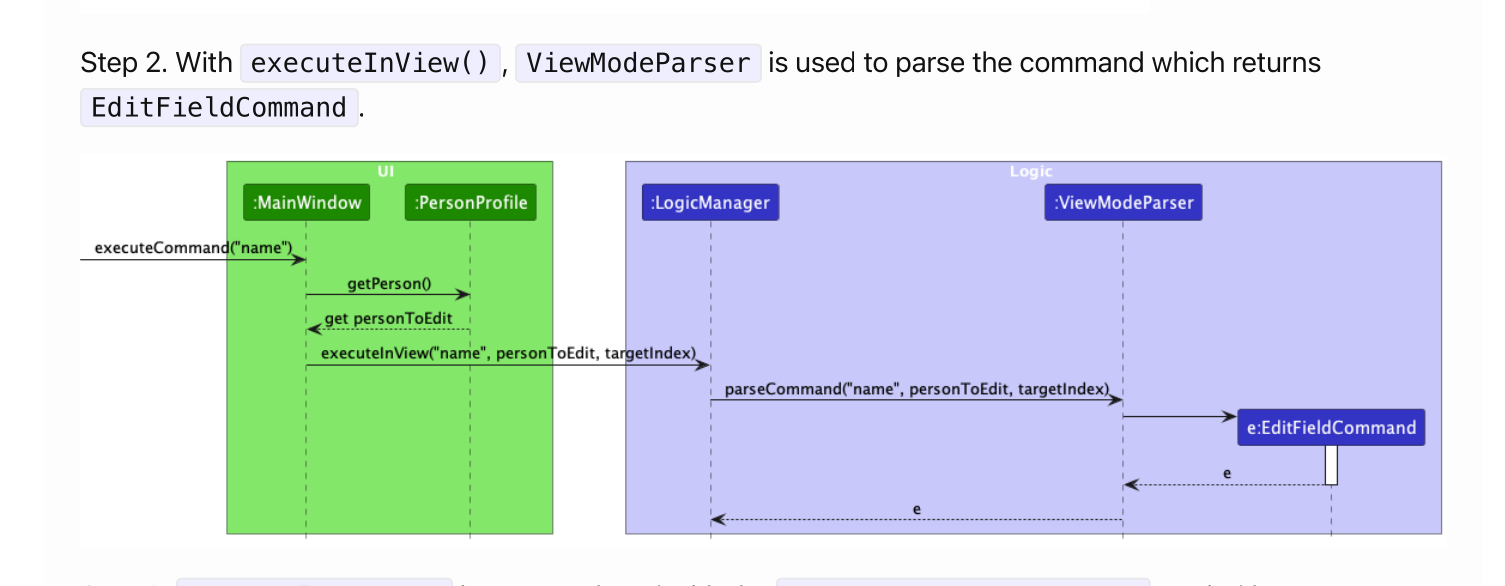 Step 2. With executeInView(), ViewModeParser is used to parse the command which returns
EditFieldCommand.
UI
Logic
:MainWindow
:PersonProfile
:LogicManager
:ViewModeParser
executeCommand("name")
getPerson()
get personToEdit
executeInView("name", personToEdit, targetIndex)
parseCommand("name", personToEdit, targetIndex)
e:EditFieldCommand
e
e